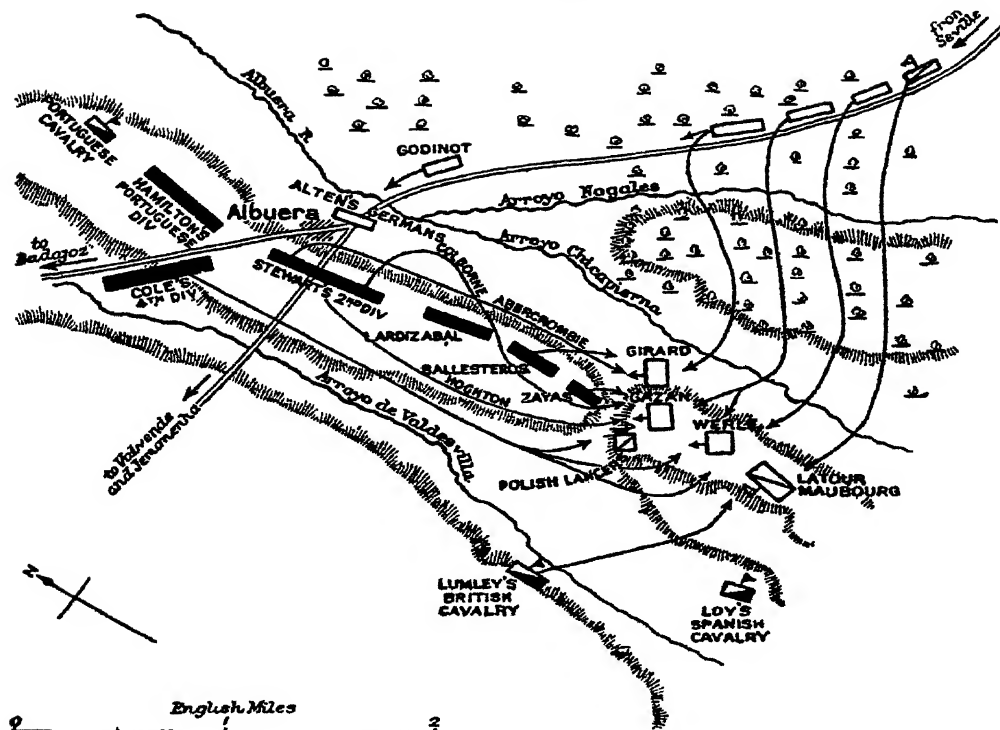 from
Seville
Albuera R.
PORTUGUESE
CAVALRY
GODINOT
HAMILTON'S
PORTUGUESE
DIV
Albuera
ALTEN'S GERMANS
Arroyo Nogales
Arroyo Chicapierna
to
Badajoz
COLE'S
4TH DIV
STEWART'S 2ND DIV
COLBORNE
ABERCROMBIE
LARDIZABAL
BALLESTEROS
ZAYAS
HOGHTON
GIRARD
GAZAN
WERLE
POLISH LANCERS
LATOUR
MAUBOURG
Arroyo de Valdesvilla
to Valverde
and Jerumenha
LUMLEY'S
BRITISH
CAVALRY
LOY'S
SPANISH
CAVALRY
N
English Miles
0 1 2